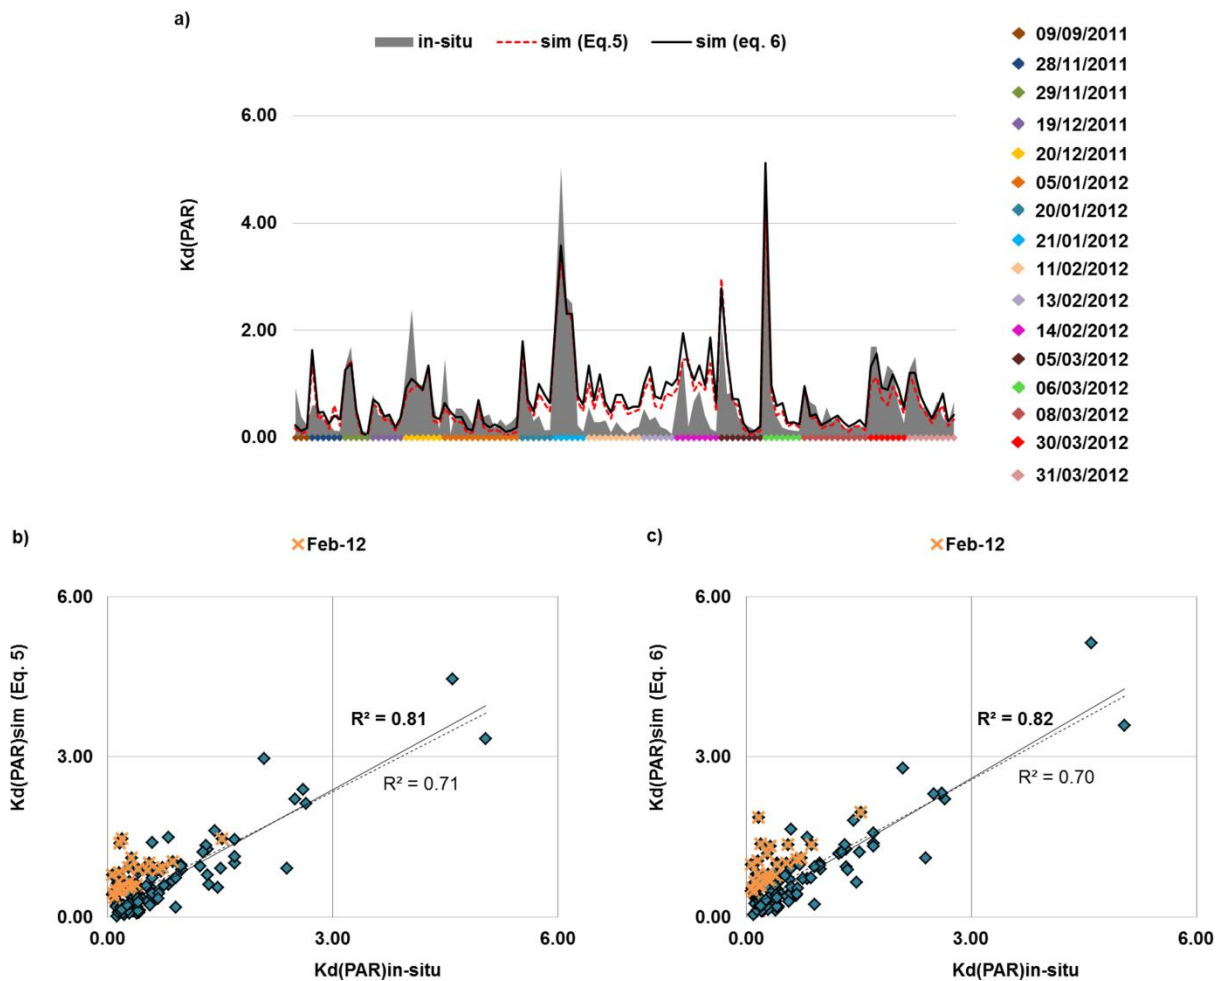 a)
in-situ sim (Eq.5) sim (eq. 6)
6.00
4.00
2.00
0.00
Kd(PAR)
09/09/2011
28/11/2011
29/11/2011
19/12/2011
20/12/2011
05/01/2012
20/01/2012
21/01/2012
11/02/2012
13/02/2012
14/02/2012
05/03/2012
06/03/2012
08/03/2012
30/03/2012
31/03/2012
b)
Feb-12
6.00
3.00
0.00
Kd(PAR)sim (Eq. 5)
R² = 0.81
R² = 0.71
0.00 3.00 6.00
Kd(PAR)in-situ
c)
Feb-12
6.00
3.00
0.00
Kd(PAR)sim (Eq. 6)
R² = 0.82
R² = 0.70
0.00 3.00 6.00
Kd(PAR)in-situ